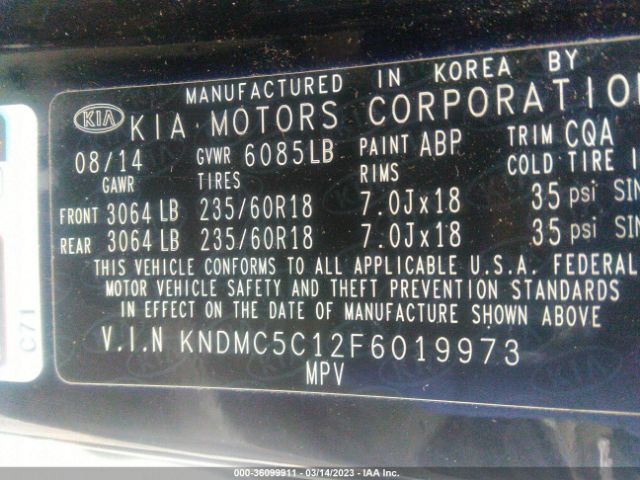 MANUFACTURED IN KOREA BY
KIA KIA MOTORS CORPORATION
08/14 GVWR 6085LB PAINT ABP TRIM CQA
GAWR TIRES RIMS COLD TIRE
FRONT 3064 LB 235/60R18 7.0Jx18 35 psi SIN
REAR 3064 LB 235/60R18 7.0Jx18 35 psi SIN
THIS VEHICLE CONFORMS TO ALL APPLICABLE U.S.A. FEDERAL
MOTOR VEHICLE SAFETY AND THEFT PREVENTION STANDARDS
IN EFFECT ON THE DATE OF MANUFACTURE SHOWN ABOVE
V.I.N KNDMC5C12F6019973
MPV
C71
000-36099911 - 03/14/2023 - IAA Inc.